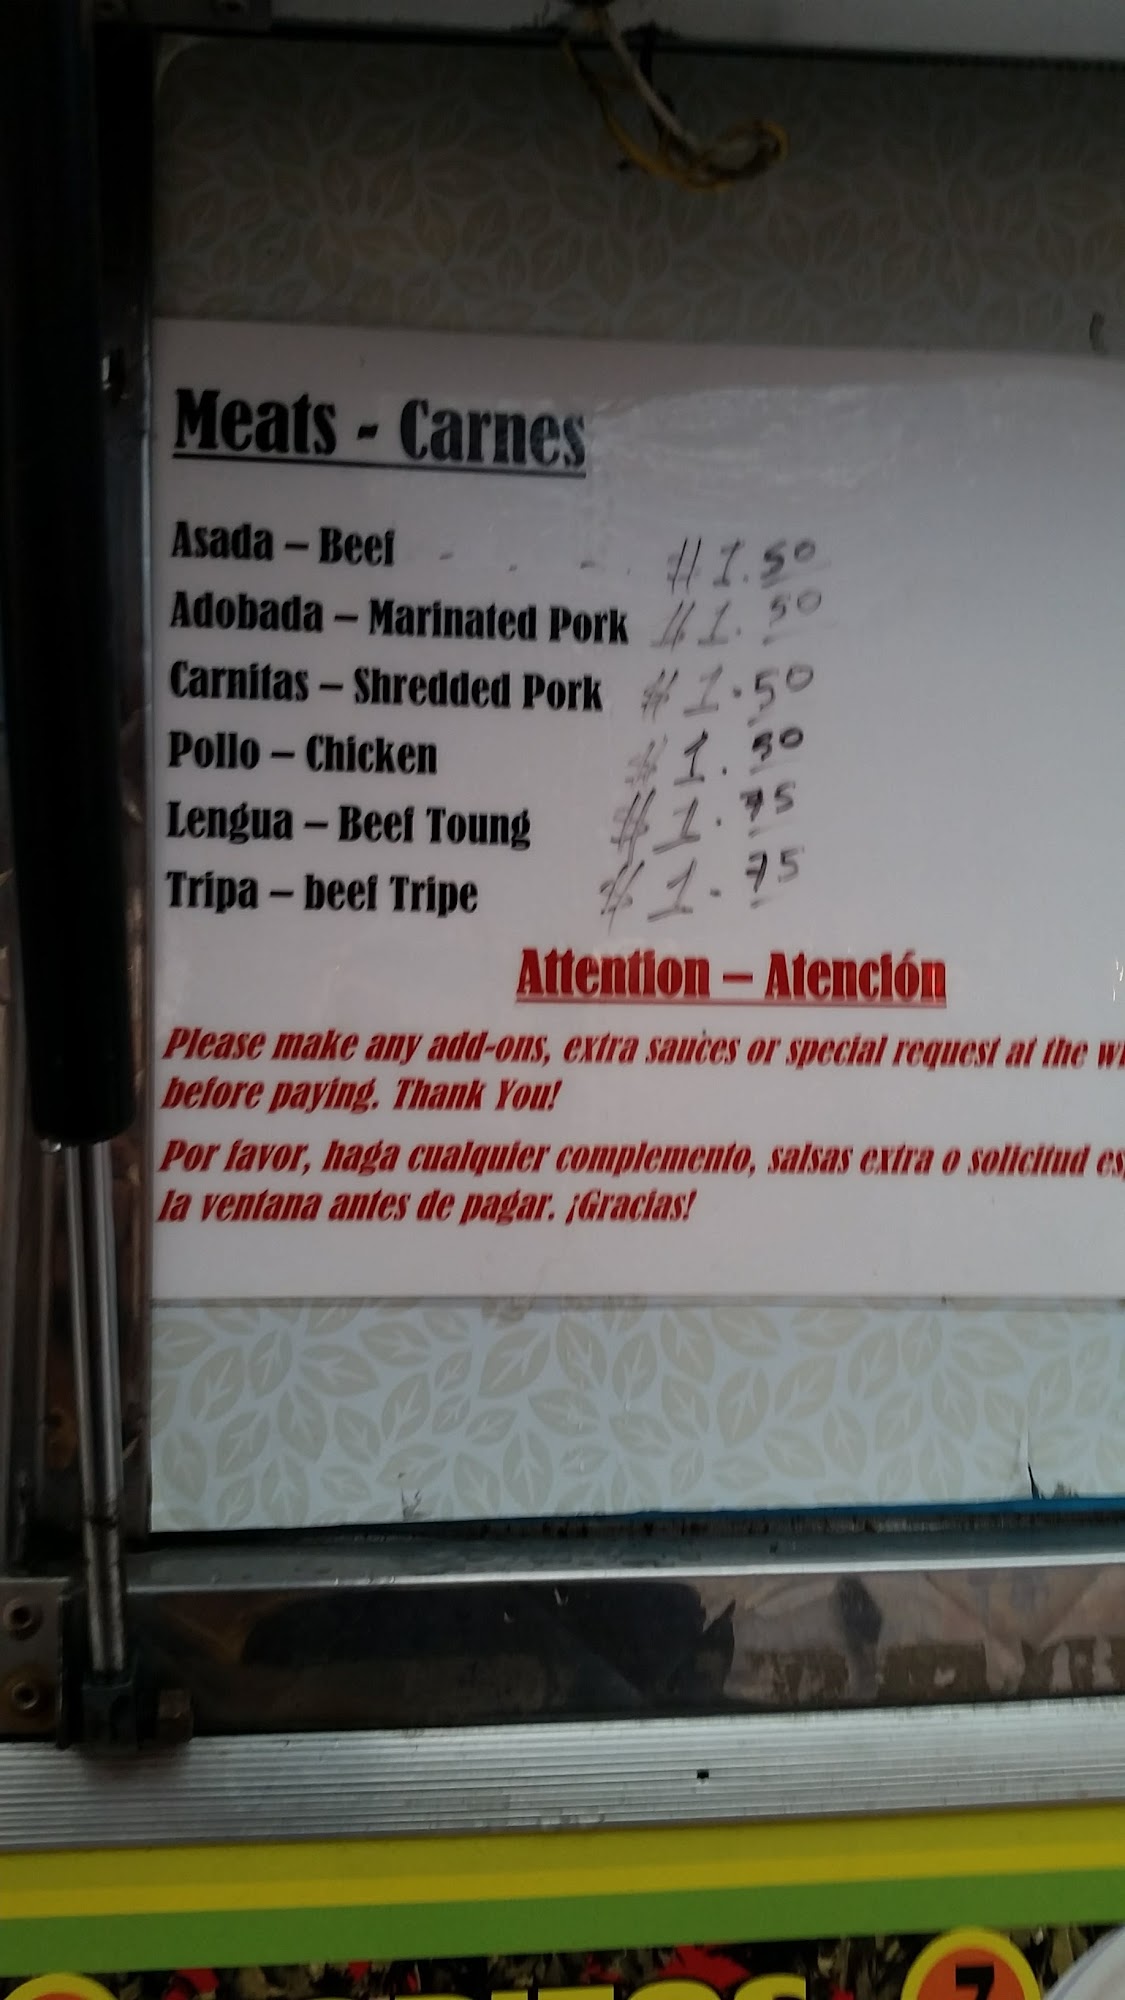 Meats - Carnes
Asada – Beef - . - . $1.50
Adobada – Marinated Pork $1.50
Carnitas – Shredded Pork $1.50
Pollo – Chicken $1.50
Lengua – Beef Toung $1.75
Tripa – beef Tripe $1.75
Attention – Atención
Please make any add-ons, extra sauces or special request at the
before paying. Thank You!
Por favor, haga cualquier complemento, salsas extra o solicitud
la ventana antes de pagar. ¡Gracias!
7